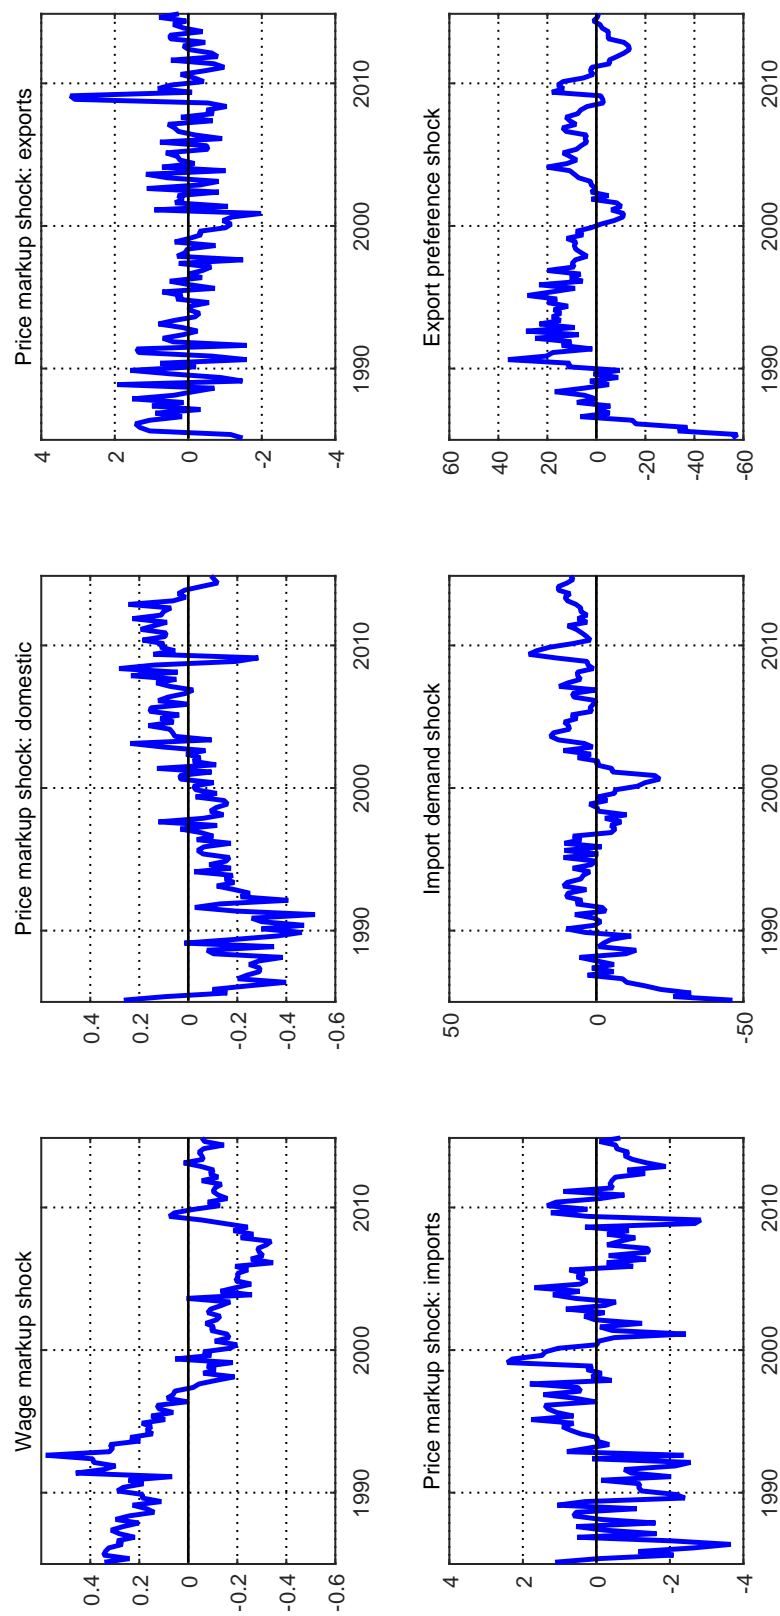 Wage markup shock
0.4
0.2
0
-0.2
-0.4
-0.6
1990 2000 2010
Price markup shock: domestic
0.4
0.2
0
-0.2
-0.4
-0.6
1990 2000 2010
Price markup shock: exports
4
2
0
-2
-4
1990 2000 2010
Price markup shock: imports
4
2
0
-2
-4
1990 2000 2010
Import demand shock
50
0
-50
1990 2000 2010
Export preference shock
60
40
20
0
-20
-40
-60
1990 2000 2010